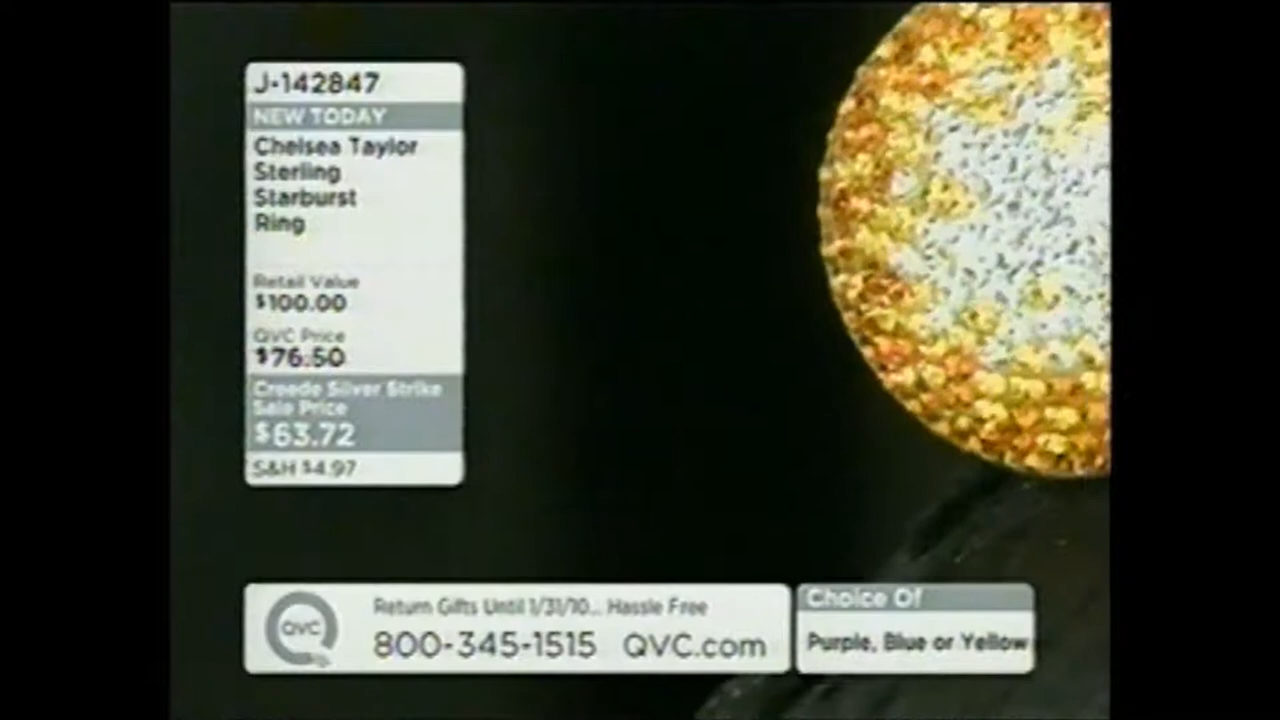 J-142847
NEW TODAY
Chelsea Taylor
Sterling
Starburst
Ring
Retail Value
$100.00
QVC Price
$76.50
Creede Silver Strike
Sale Price
$63.72
S&H $4.97
QVC
Return Gifts Until 1/31/10... Hassle Free
800-345-1515 QVC.com
Choice Of
Purple, Blue or Yellow